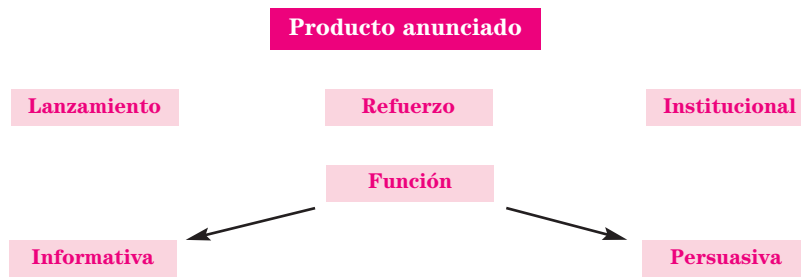 Producto anunciado
Lanzamiento
Refuerzo
Institucional
Función
Informativa
Persuasiva